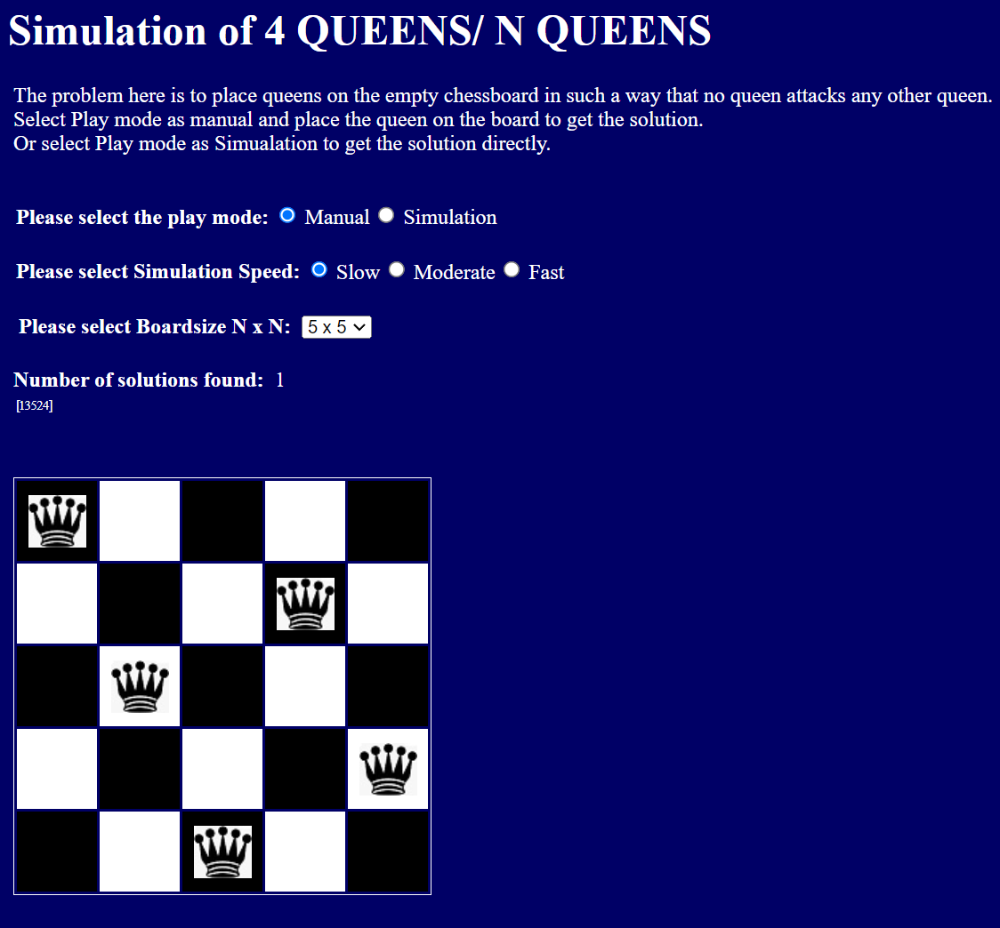 Simulation of 4 QUEENS/ N QUEENS
The problem here is to place queens on the empty chessboard in such a way that no queen attacks any other queen.
Select Play mode as manual and place the queen on the board to get the solution.
Or select Play mode as Simualation to get the solution directly.
Please select the play mode: Manual Simulation
Please select Simulation Speed: Slow Moderate Fast
Please select Boardsize N x N: 5 x 5
Number of solutions found: 1
[13524]